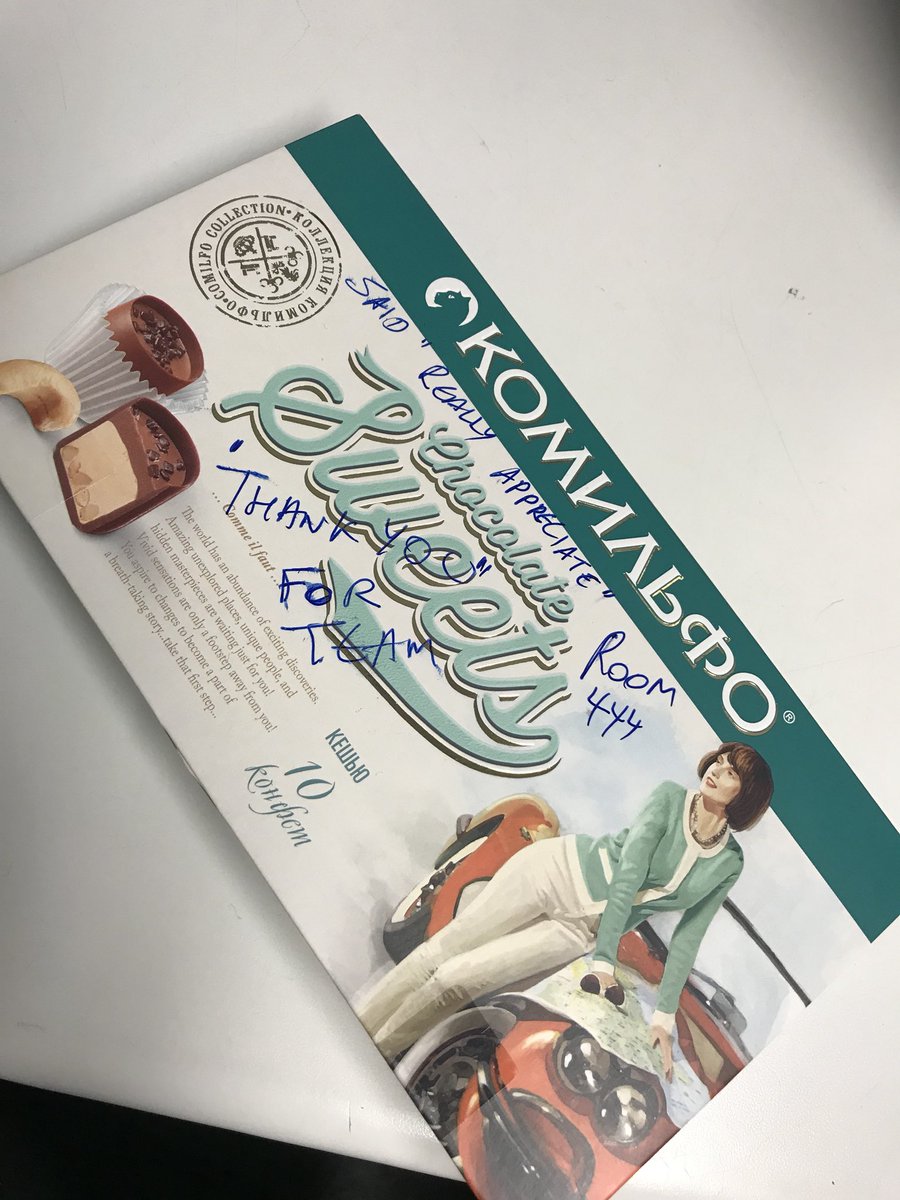 COMILFO COLLECTION • КОЛЛЕКЦИЯ КОМИЛЬФО •
КОМИЛЬФО®
Chocolate
Sweets
... Comme il faut ...
The world has an abundance of exciting discoveries.
Amazing unexplored places, unique people, and
hidden masterpieces are waiting just for you!
Vivid sensations are only a footstep away from you!
You aspire to changes to become a part of
a breath-taking story...take that first step...
КЕШЬЮ
10
конфет
SAID "REALLY APPRECIATE"
"THANK YOU"
FOR
TEAM
ROOM
444